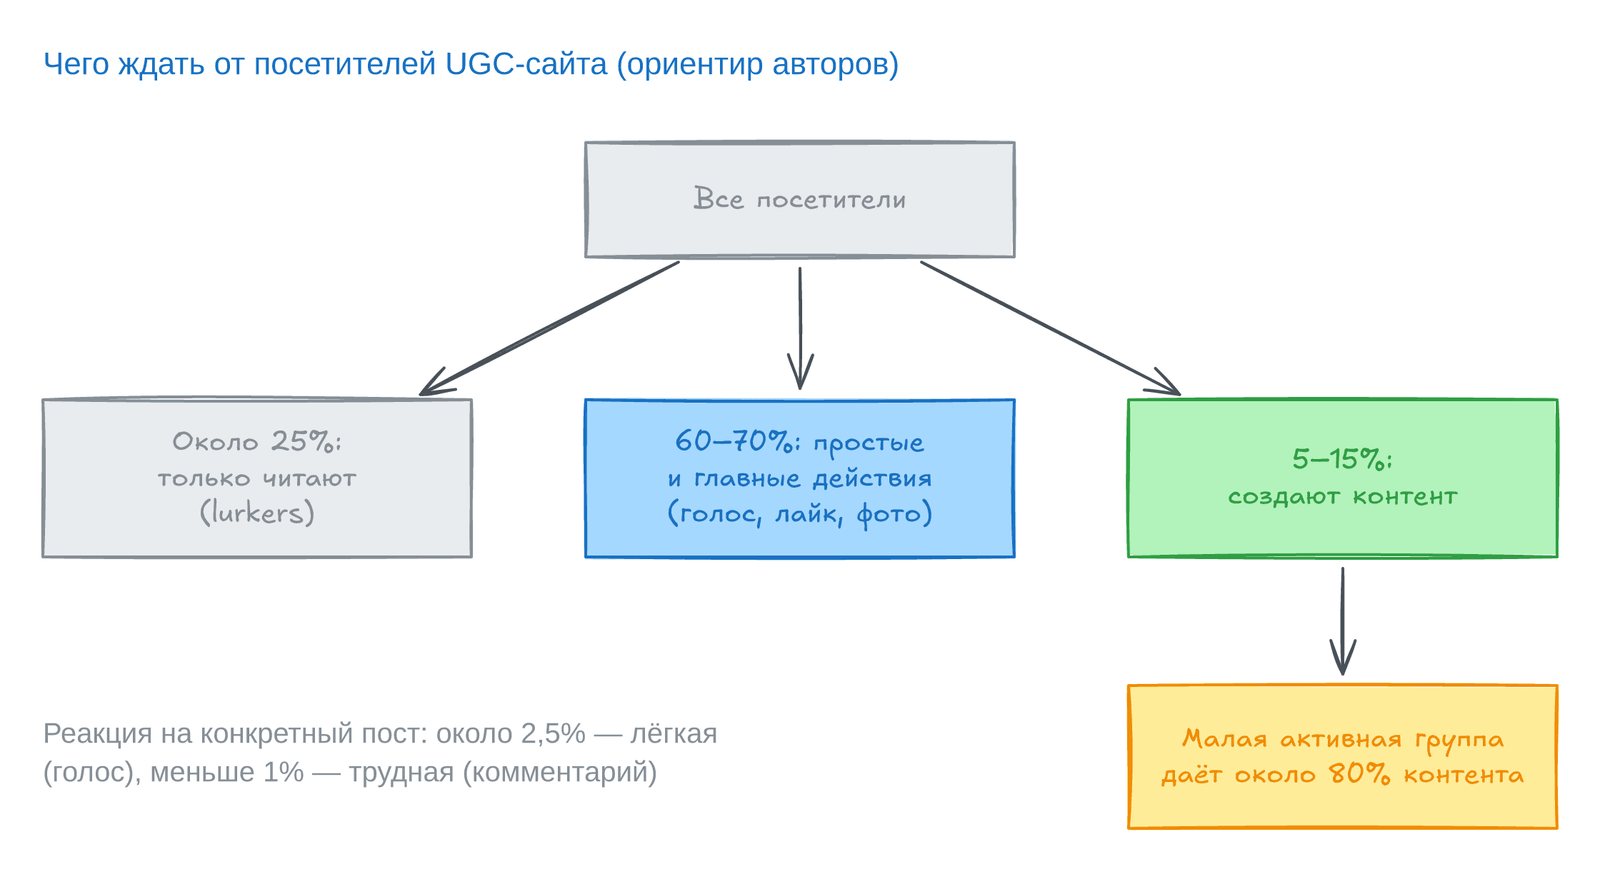 Чего ждать от посетителей UGC-сайта (ориентир авторов)
Все посетители
Около 25%:
только читают
(lurkers)
60–70%: простые
и главные действия
(голос, лайк, фото)
5–15%:
создают контент
Малая активная группа
даёт около 80% контента
Реакция на конкретный пост: около 2,5% — лёгкая
(голос), меньше 1% — трудная (комментарий)